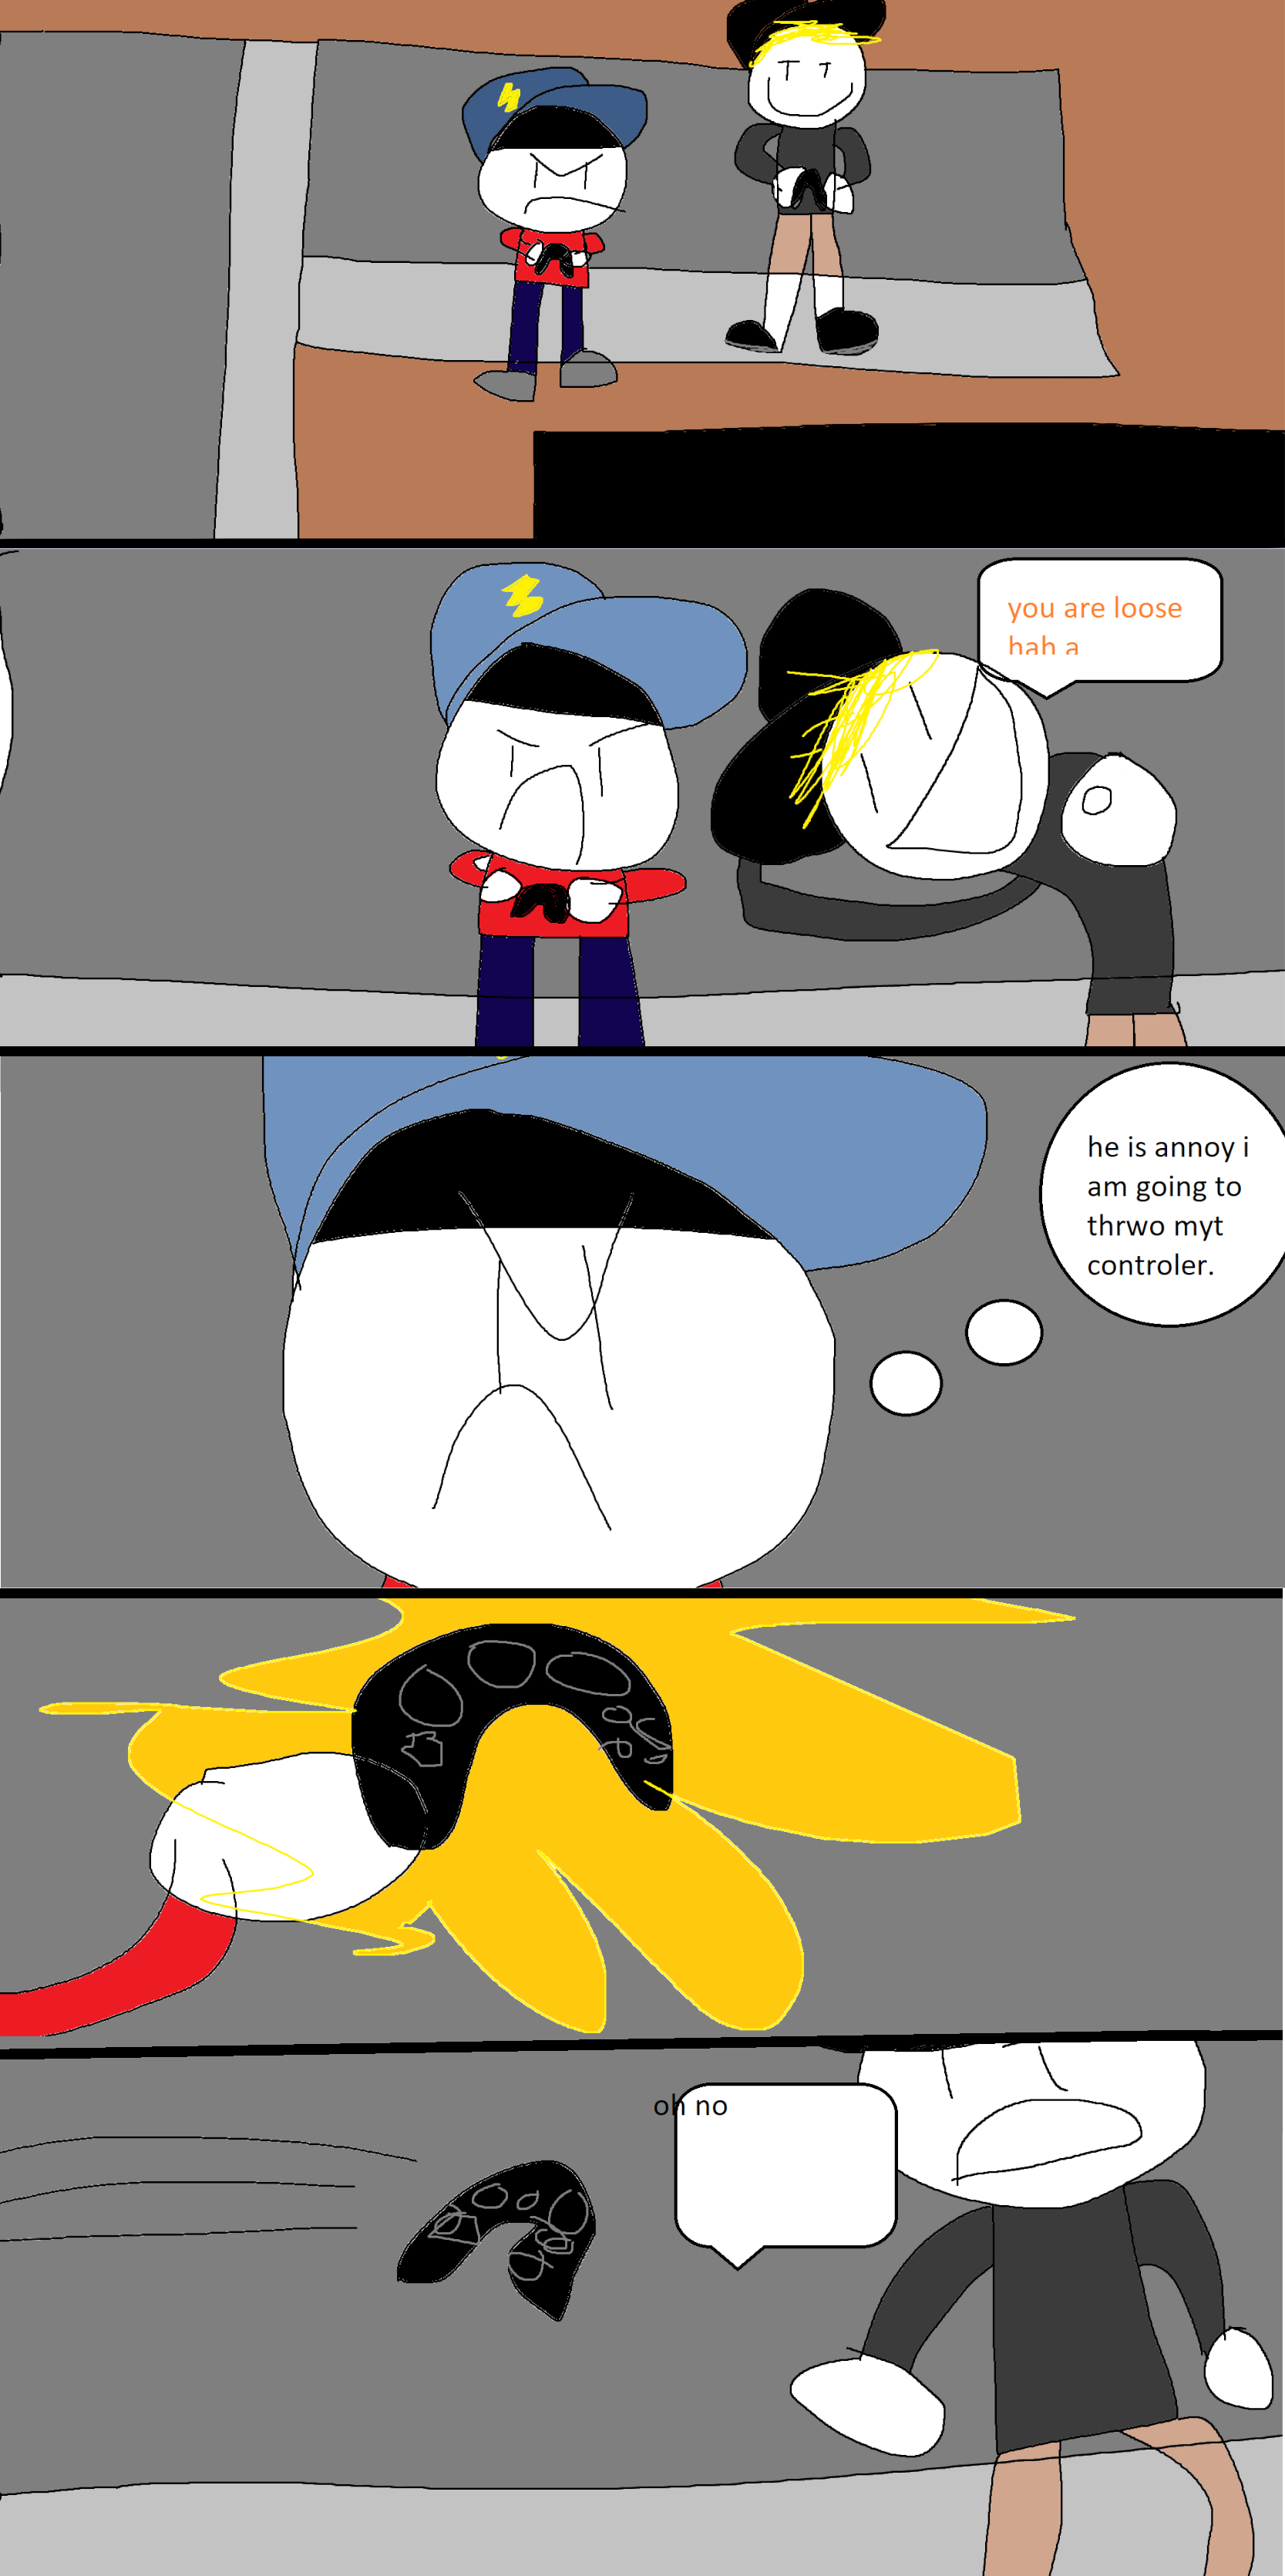 you are loose
hah a
he is annoy i
am going to
thrwo myt
controler.
oh no